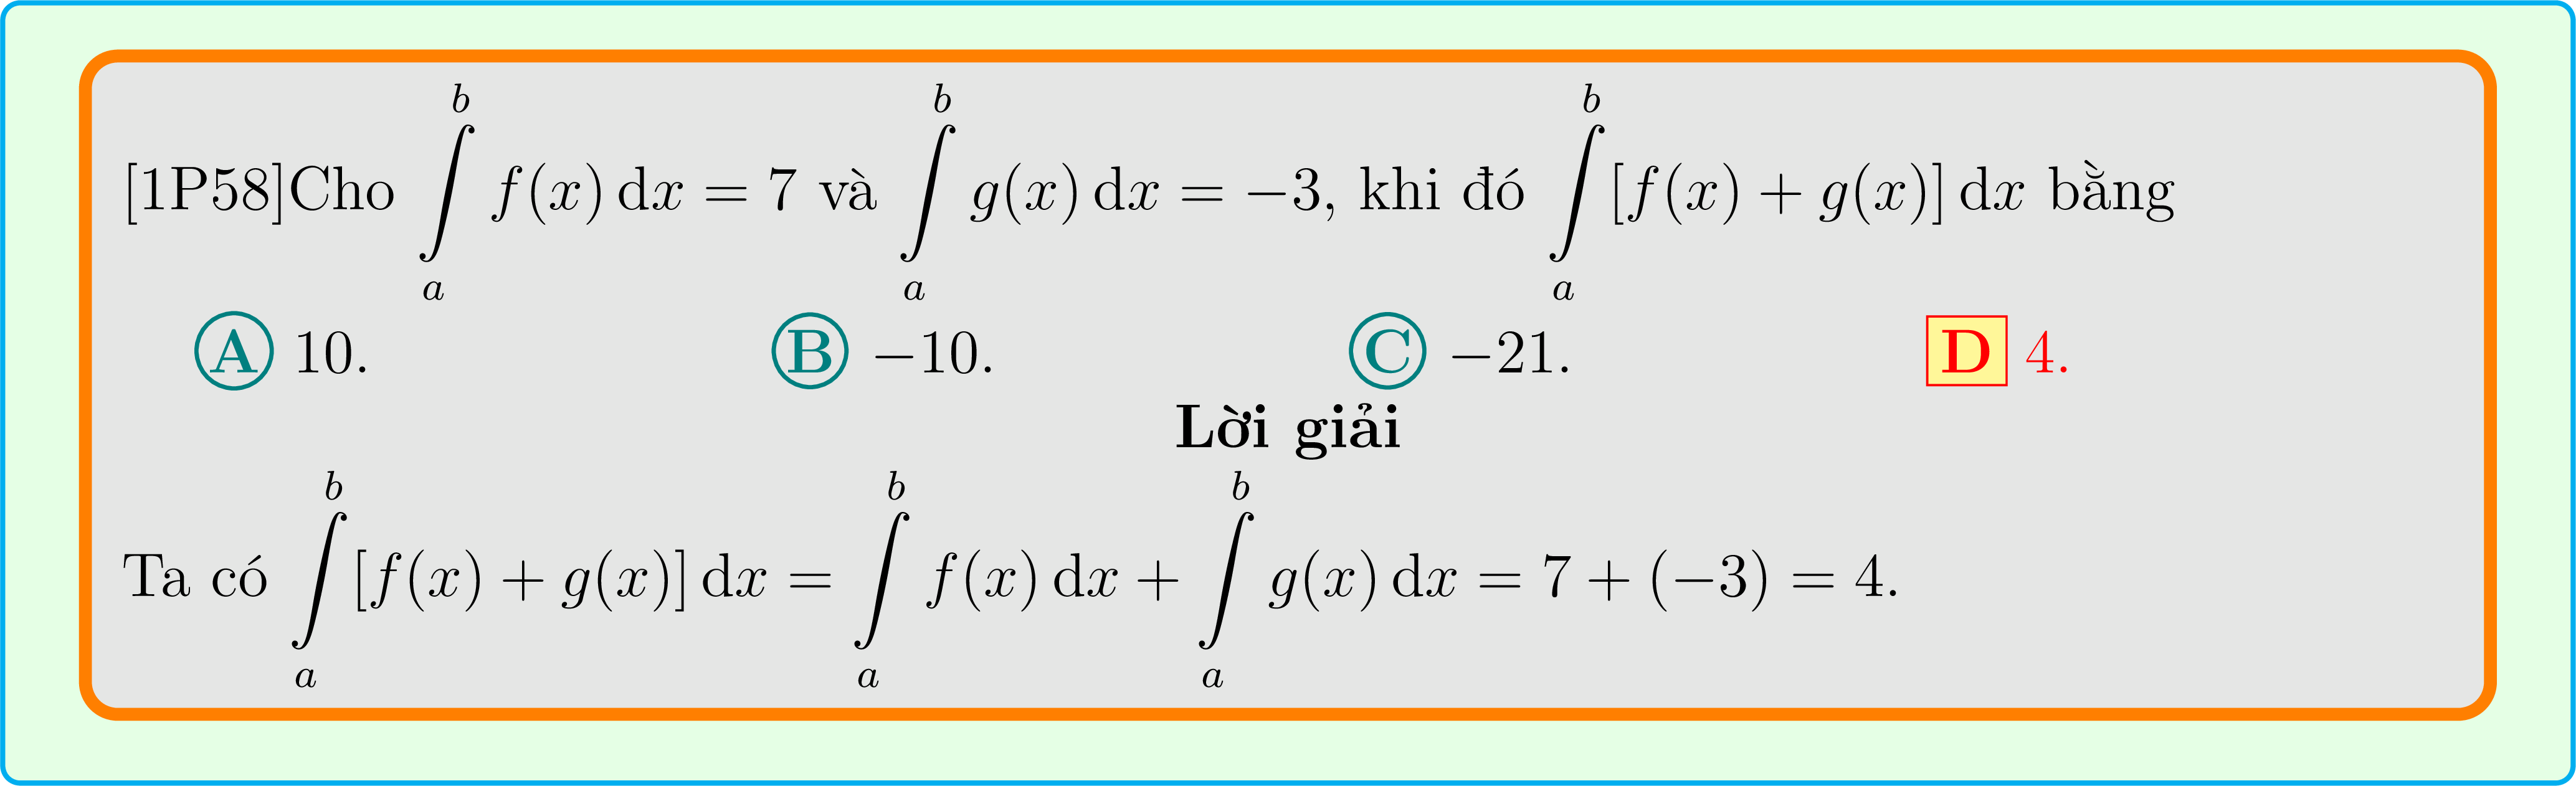 [1P58]Cho $\int\limits_a^b f(x)\,\mathrm{d}x = 7$ và $\int\limits_a^b g(x)\,\mathrm{d}x = -3$, khi đó $\int\limits_a^b [f(x) + g(x)]\,\mathrm{d}x$ bằng
A 10. B −10. C −21. D 4.
Lời giải
Ta có $\int\limits_a^b [f(x) + g(x)]\,\mathrm{d}x = \int\limits_a^b f(x)\,\mathrm{d}x + \int\limits_a^b g(x)\,\mathrm{d}x = 7 + (-3) = 4.$